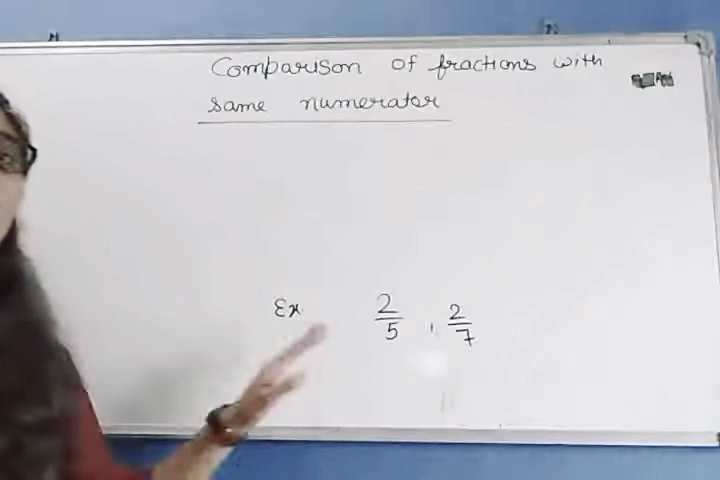 Comparison of fractions with
same numerator
Ex 2/5 , 2/7